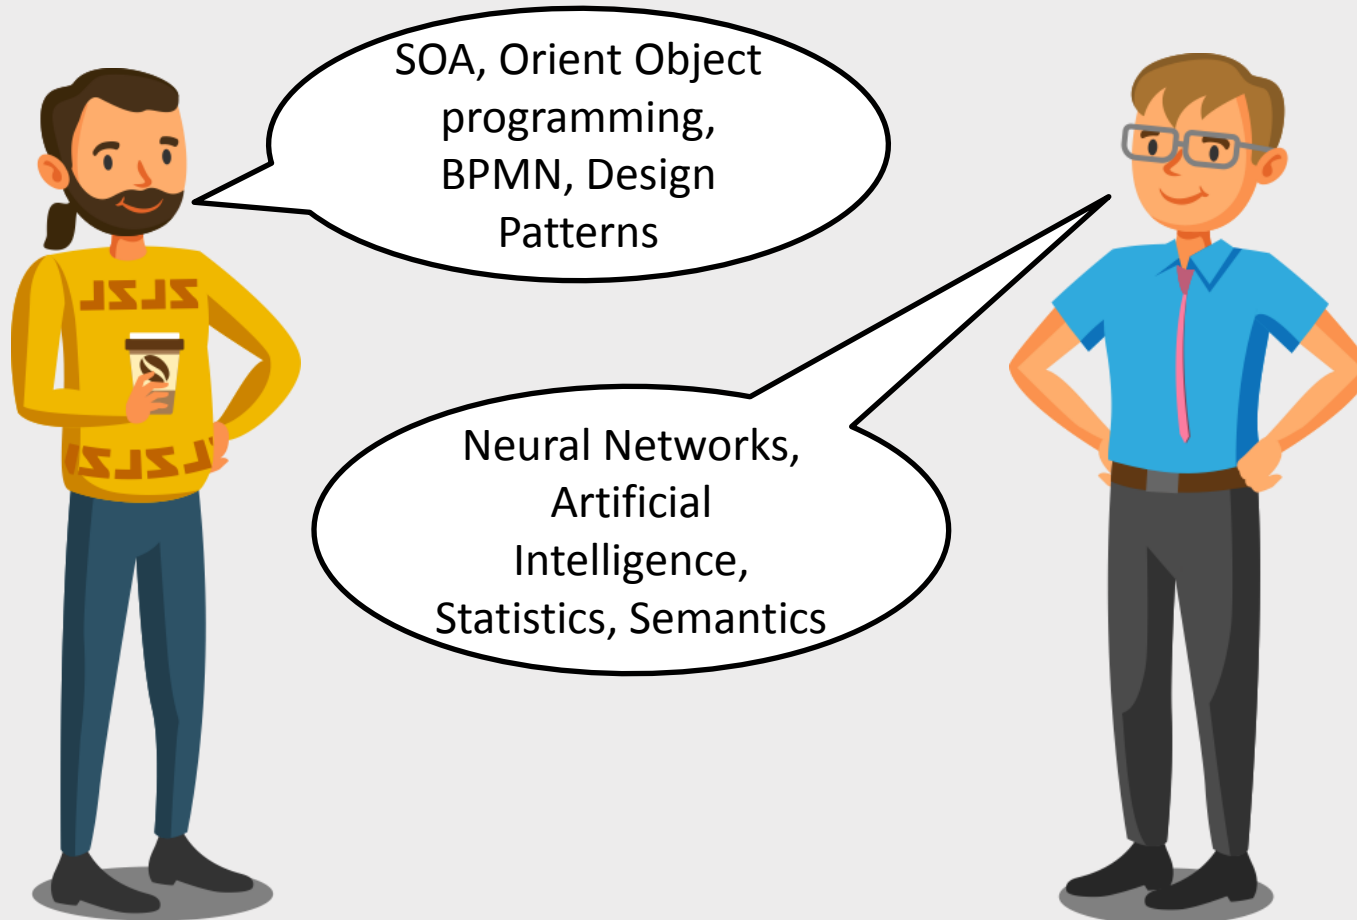 SOA, Orient Object
programming,
BPMN, Design
Patterns
Neural Networks,
Artificial
Intelligence,
Statistics, Semantics